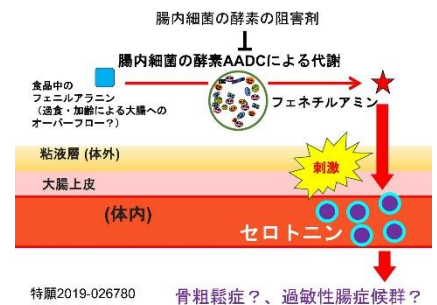 腸内細菌の酵素の阻害剤
腸内細菌の酵素AADCによる代謝
食品中の
フェニルアラニン
（過食・加齢による大腸への
オーバーフロー？）
フェネチルアミン
粘液層 (体外)
刺激
大腸上皮
(体内)
セロトニン
特願2019-026780
骨粗鬆症？、過敏性腸症候群？